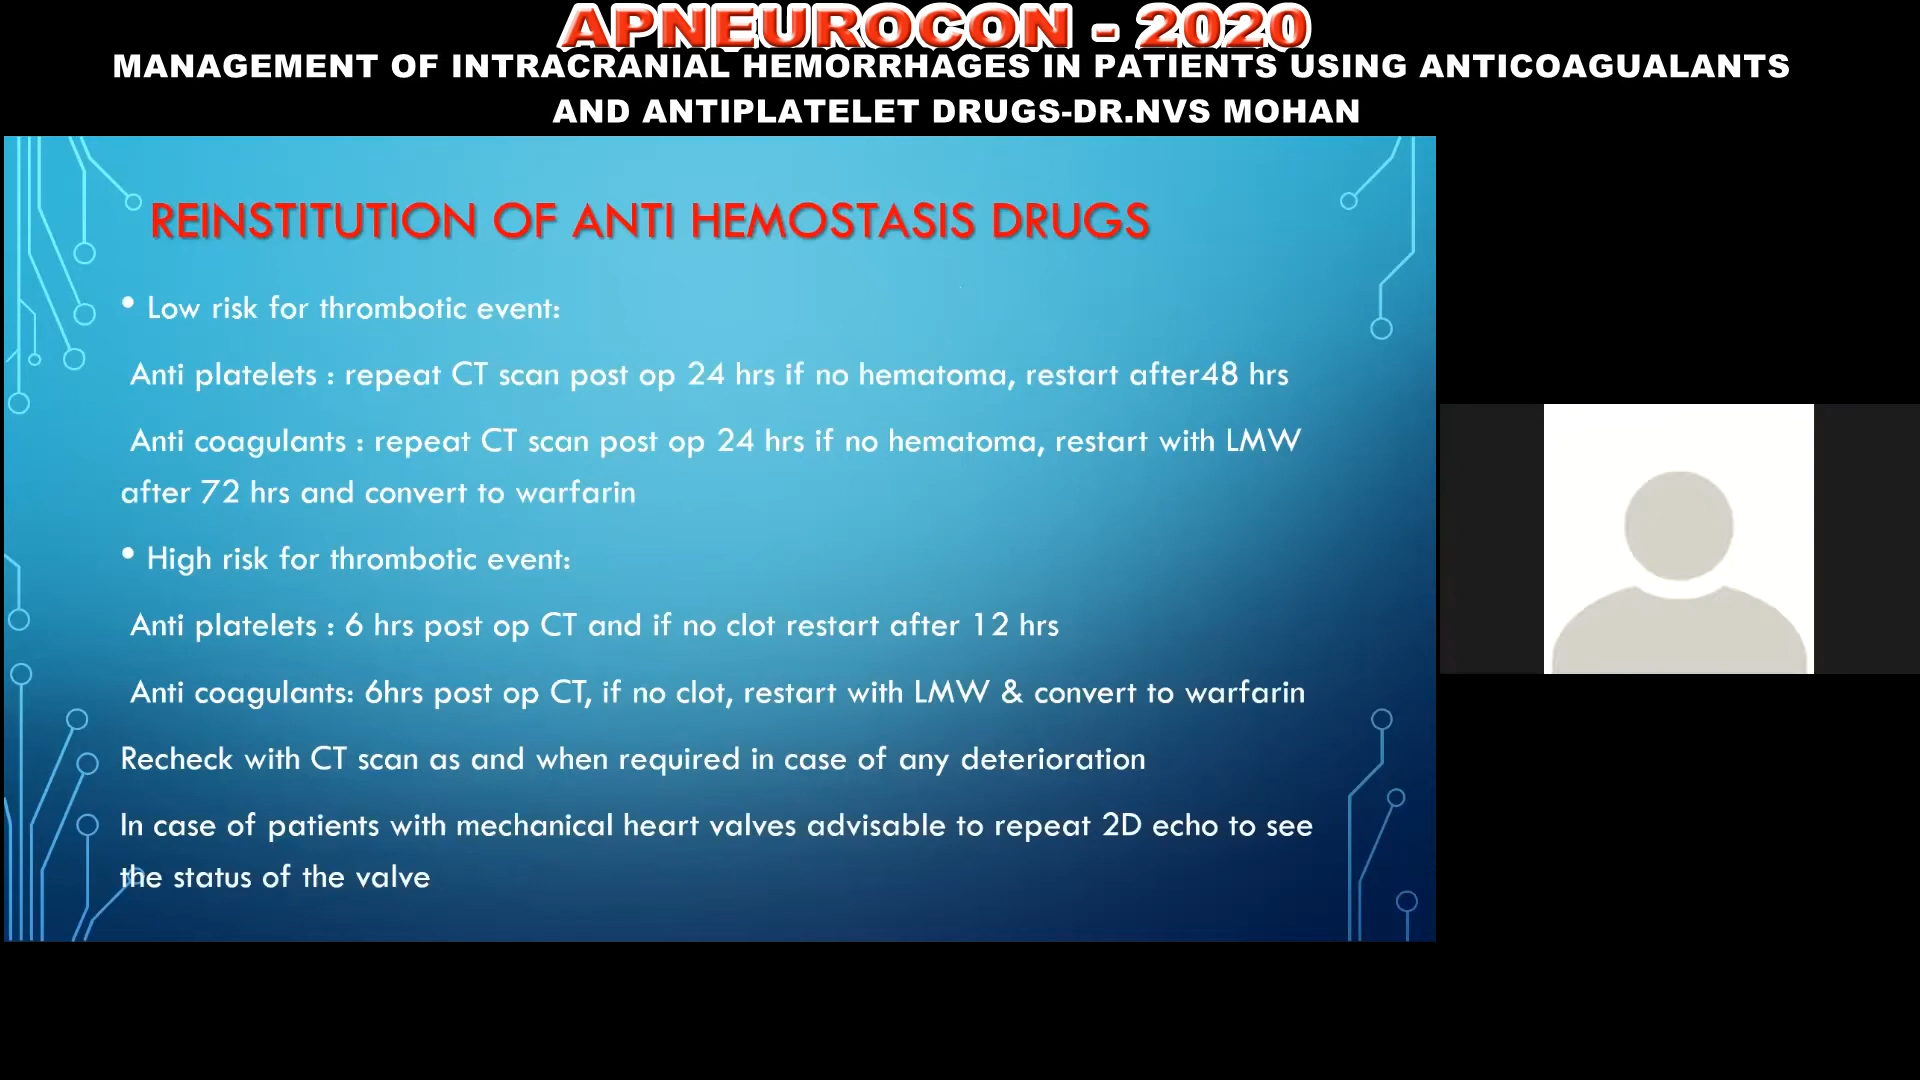 APNEUROCON - 2020
MANAGEMENT OF INTRACRANIAL HEMORRHAGES IN PATIENTS USING ANTICOAGUALANTS
AND ANTIPLATELET DRUGS-DR.NVS MOHAN
REINSTITUTION OF ANTI HEMOSTASIS DRUGS
• Low risk for thrombotic event:
Anti platelets : repeat CT scan post op 24 hrs if no hematoma, restart after48 hrs
Anti coagulants : repeat CT scan post op 24 hrs if no hematoma, restart with LMW
after 72 hrs and convert to warfarin
• High risk for thrombotic event:
Anti platelets : 6 hrs post op CT and if no clot restart after 12 hrs
Anti coagulants: 6hrs post op CT, if no clot, restart with LMW & convert to warfarin
Recheck with CT scan as and when required in case of any deterioration
In case of patients with mechanical heart valves advisable to repeat 2D echo to see
the status of the valve